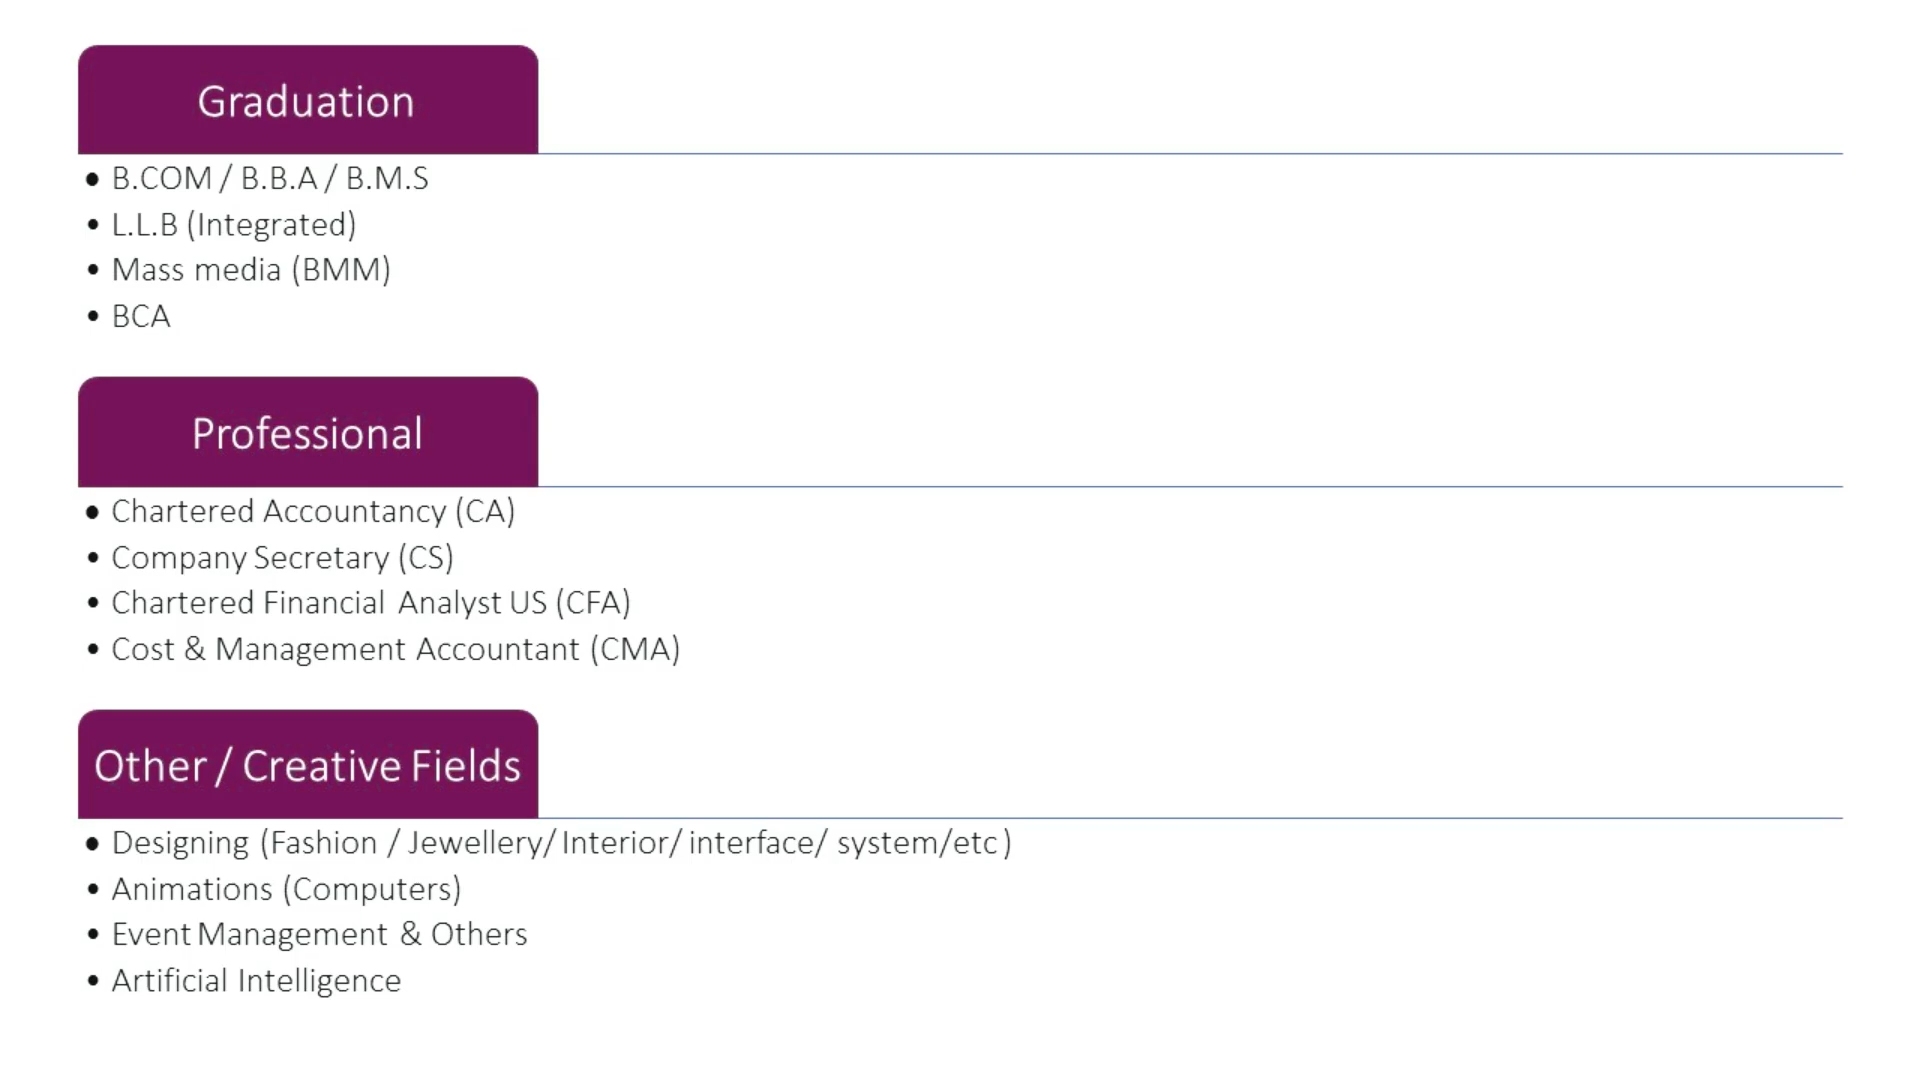 Graduation
• B.COM / B.B.A / B.M.S
• L.L.B (Integrated)
• Mass media (BMM)
• BCA
Professional
• Chartered Accountancy (CA)
• Company Secretary (CS)
• Chartered Financial Analyst US (CFA)
• Cost & Management Accountant (CMA)
Other / Creative Fields
• Designing (Fashion / Jewellery/ Interior/ interface/ system/etc )
• Animations (Computers)
• Event Management & Others
• Artificial Intelligence